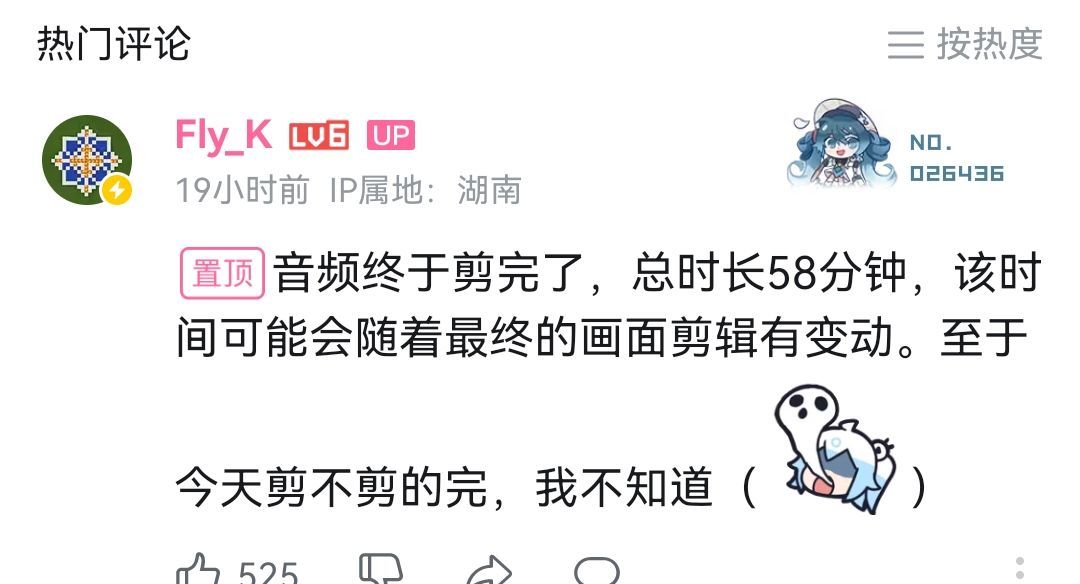 热门评论
按热度
Fly_K LV6 UP
NO.
026436
19小时前 IP属地：湖南
置顶 音频终于剪完了，总时长58分钟，该时
间可能会随着最终的画面剪辑有变动。至于
今天剪不剪的完，我不知道（ ）
525